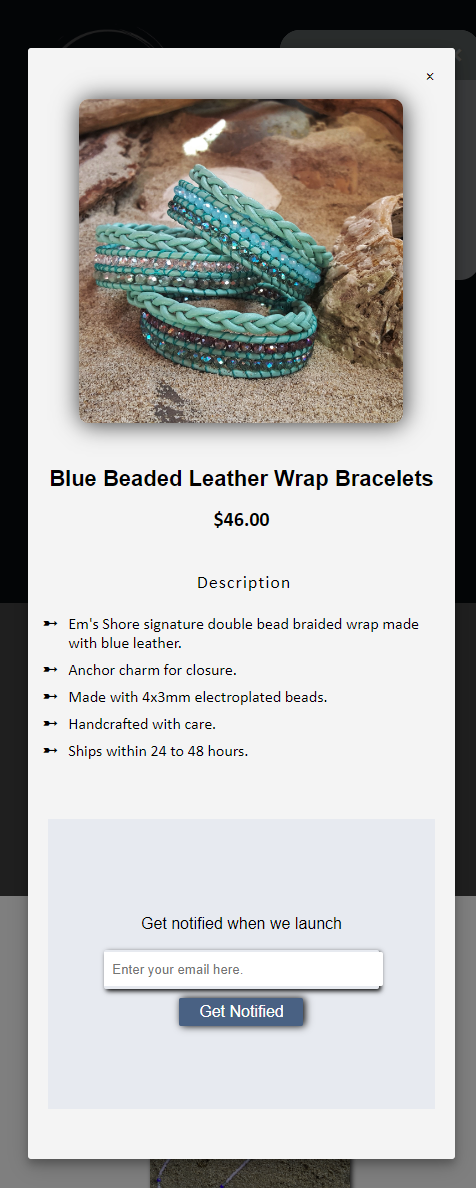 ×
Blue Beaded Leather Wrap Bracelets
$46.00
Description
➵ Em's Shore signature double bead braided wrap made
with blue leather.
➵ Anchor charm for closure.
➵ Made with 4x3mm electroplated beads.
➵ Handcrafted with care.
➵ Ships within 24 to 48 hours.
Get notified when we launch
Enter your email here.
Get Notified